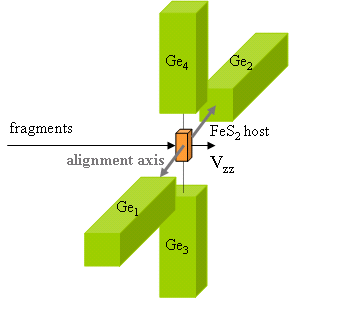 Ge4
Ge2
fragments
FeS2 host
alignment axis
Vzz
Ge1
Ge3